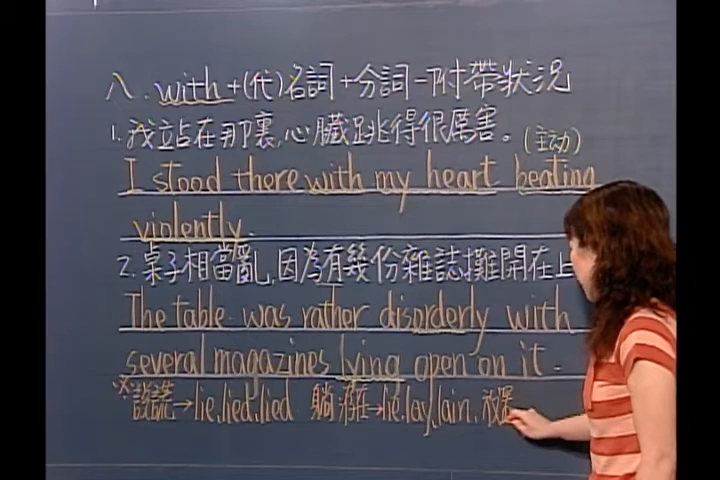 八．with+(代)名詞+分詞-附帶狀況
1. 我站在那裏,心臟跳得很厲害。(主动)
I stood there with my heart beating
violently.
2. 桌子相當亂,因為有幾份雜誌攤開在上
The table was rather disorderly with
several magazines lying open on it.
※說謊→lie,lied,lied 躺,攤→lie,lay,lain, 放置